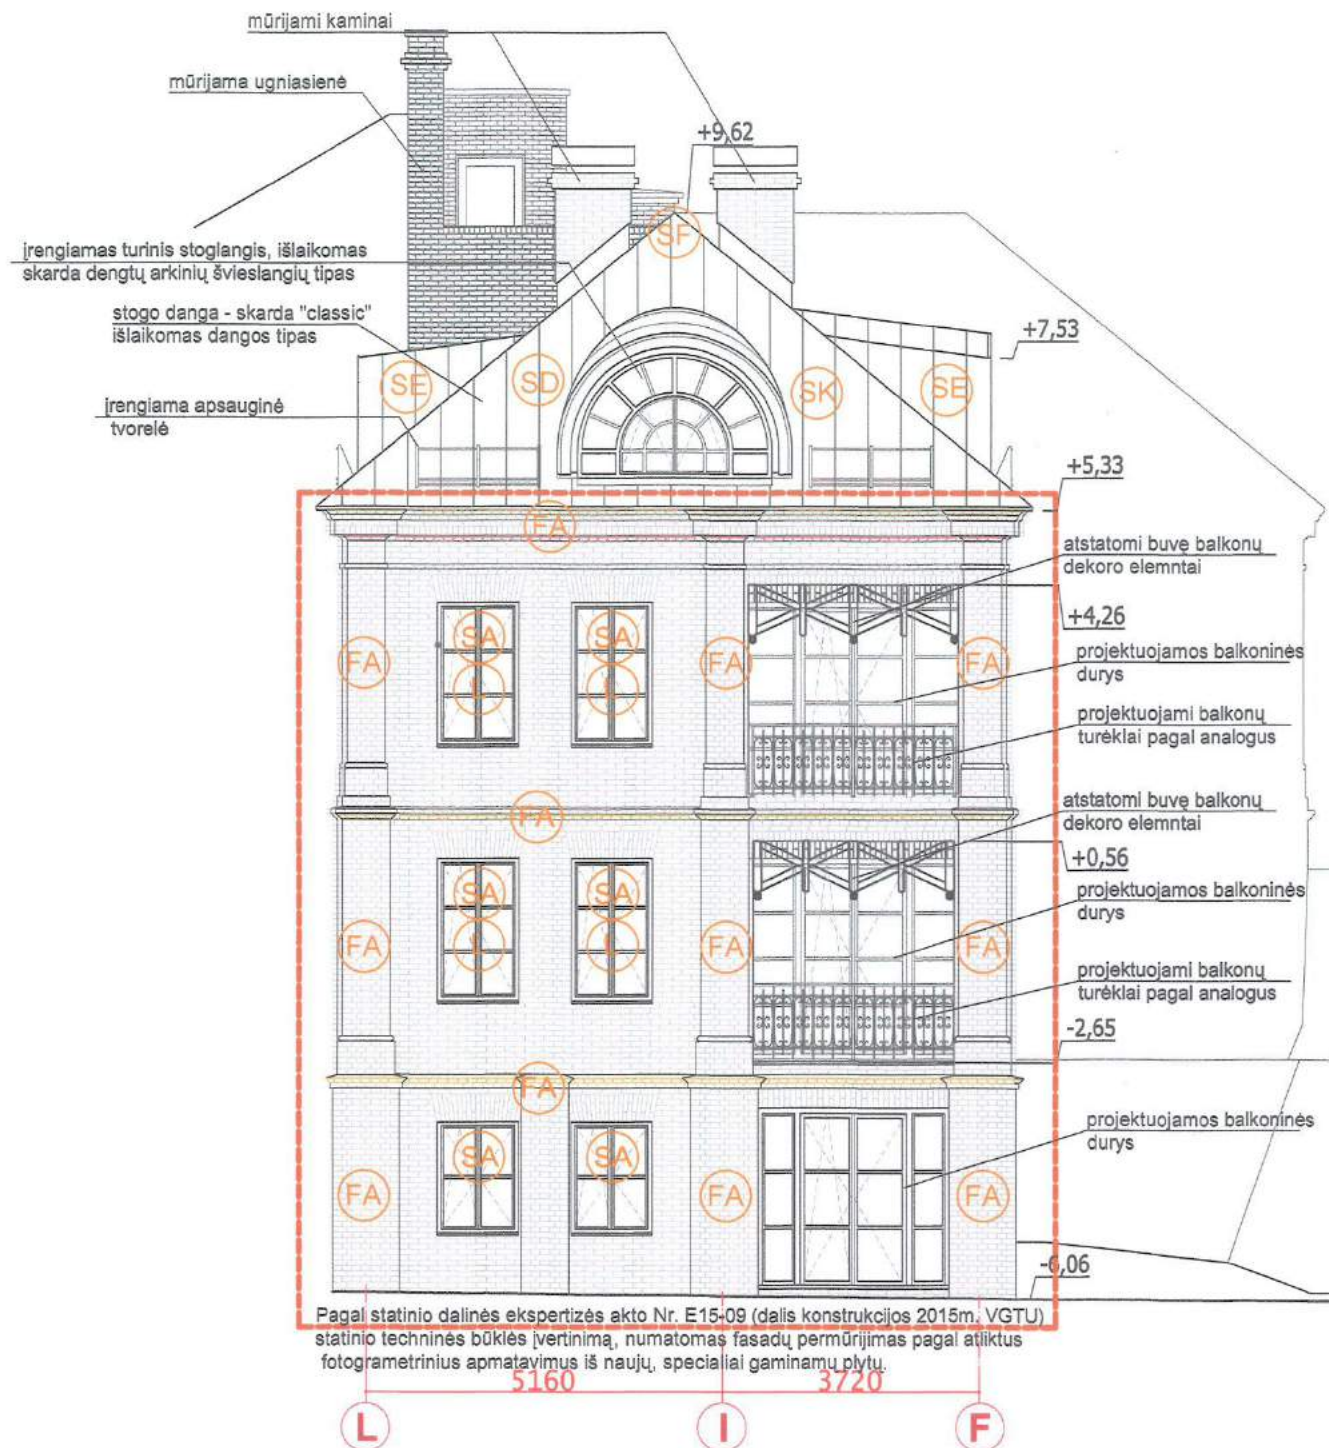 mūrijami kaminai
mūrijama ugniasienė
+9,62
įrengiamas turinis stoglangis, išlaikomas
skarda dengtų arkinių švieslangių tipas
SF
stogo danga - skarda "classic"
išlaikomas dangos tipas
+7,53
SE
SD
SK
SE
įrengiama apsauginė
tvorelė
+5,33
FA
atstatomi buvę balkonų
dekoro elemntai
+4,26
SA
SA
FA
FA
FA
projektuojamos balkoninės
durys
L
L
projektuojami balkonų
turėklai pagal analogus
FA
atstatomi buvę balkonų
dekoro elemntai
+0,56
SA
SA
projektuojamos balkoninės
durys
FA
L
L
FA
FA
projektuojami balkonų
turėklai pagal analogus
-2,65
FA
projektuojamos balkoninės
durys
SA
SA
FA
FA
FA
-6,06
Pagal statinio dalinės ekspertizės akto Nr. E15-09 (dalis konstrukcijos 2015m. VGTU)
statinio techninės būklės įvertinimą, numatomas fasadų permūrijimas pagal atliktus
fotogrametrinius apmatavimus iš naujų, specialiai gaminamų plytų.
5160
3720
L
I
F